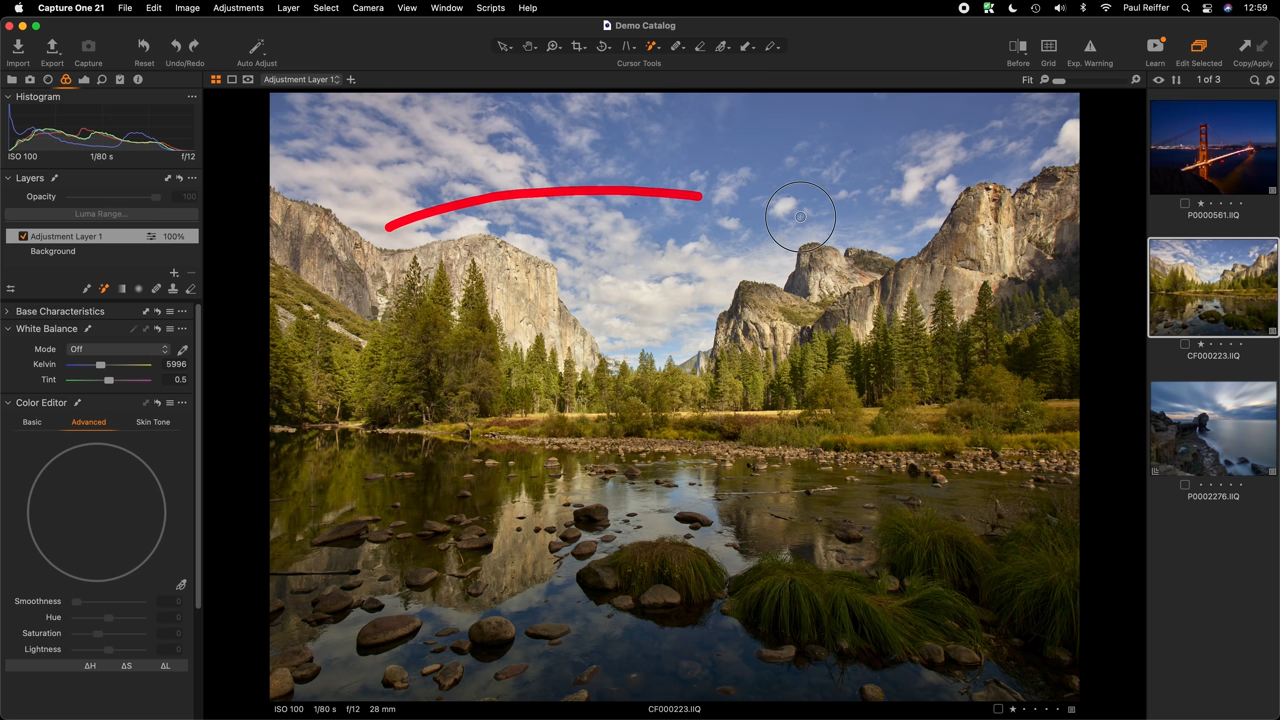 Capture One 21 File Edit Image Adjustments Layer Select Camera View Window Scripts Help Paul Reiffer 12:59
Demo Catalog
Import Export Capture Reset Undo/Redo Auto Adjust Cursor Tools Before Grid Exp. Warning Learn Edit Selected Copy/Apply
Adjustment Layer 1 Fit 1 of 3
Histogram
ISO 100 1/80 s f/12
Layers
Opacity 100
Luma Range...
Adjustment Layer 1 100%
Background
Base Characteristics
White Balance
Mode Off
Kelvin 5996
Tint 0.5
Color Editor
Basic Advanced Skin Tone
Smoothness 0
Hue 0
Saturation 0
Lightness 0
ΔH ΔS ΔL
ISO 100 1/80 s f/12 28 mm CF000223.IIQ
P0000561.IIQ
CF000223.IIQ
P0002276.IIQ